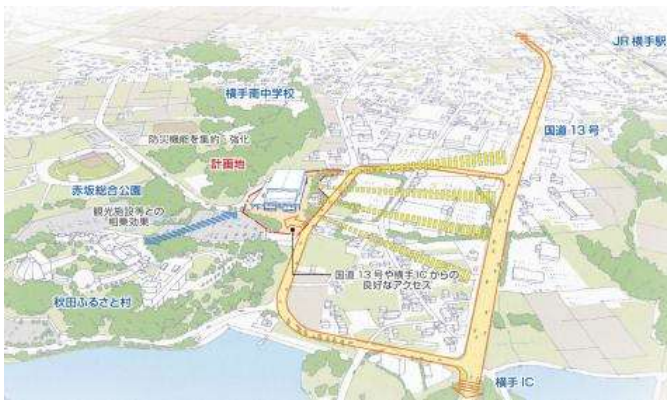 JR横手駅
横手南中学校
国道13号
防災機能を集約・強化
計画地
赤坂総合公園
観光施設等との
相乗効果
国道13号や横手ICからの
良好なアクセス
秋田ふるさと村
横手IC